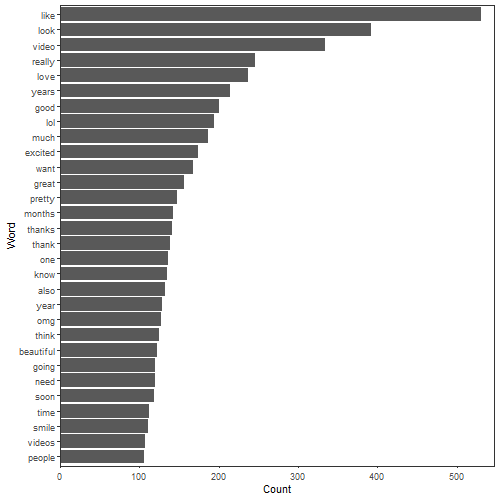 like
look
video
really
love
years
good
lol
much
excited
want
great
pretty
months
thanks
thank
one
know
also
year
omg
think
beautiful
going
need
soon
time
smile
videos
people
Word
0 100 200 300 400 500
Count